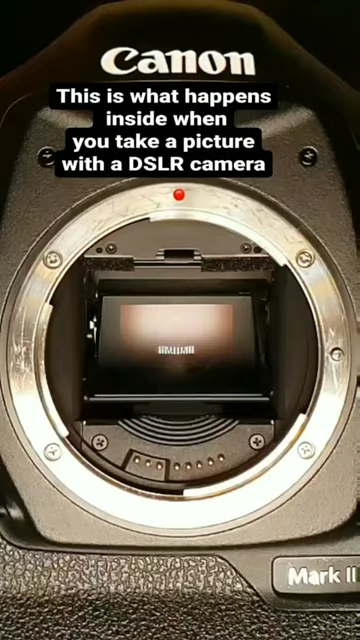 Canon
This is what happens
inside when
you take a picture
with a DSLR camera
Mark II